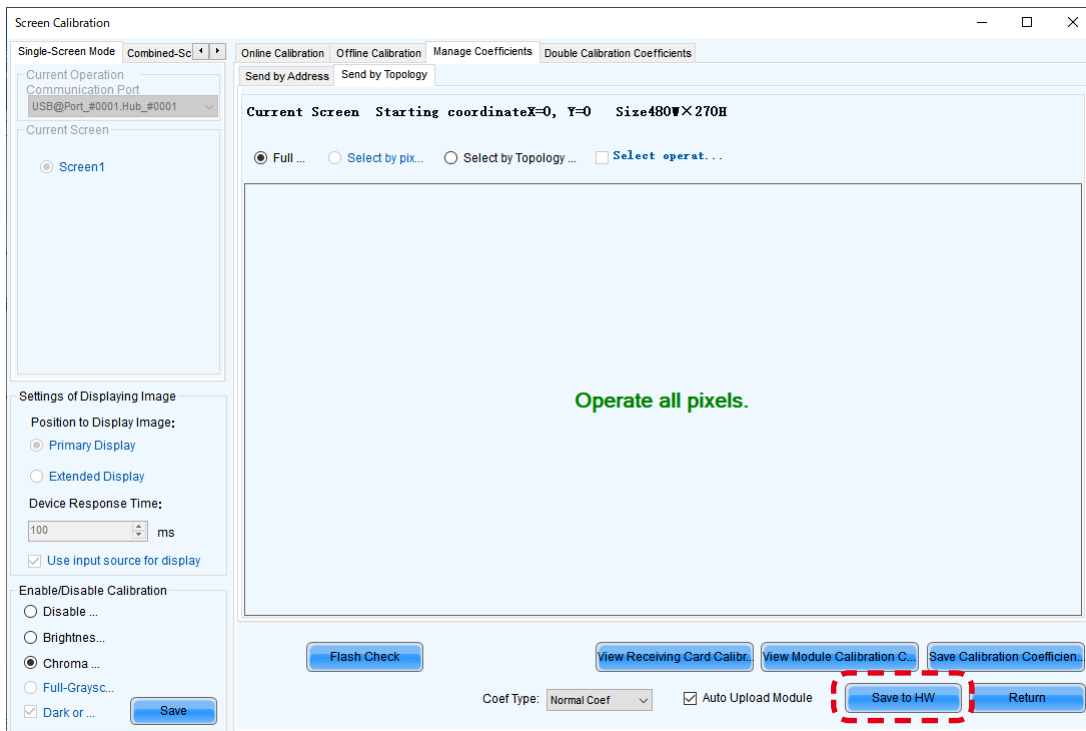 Screen Calibration
Single-Screen Mode
Combined-Sc
Current Operation
Communication Port
USB@Port_#0001.Hub_#0001
Current Screen
Screen1
Settings of Displaying Image
Position to Display Image:
Primary Display
Extended Display
Device Response Time:
100 ms
Use input source for display
Enable/Disable Calibration
Disable ...
Brightnes...
Chroma ...
Full-Graysc...
Dark or ...
Save
Online Calibration
Offline Calibration
Manage Coefficients
Double Calibration Coefficients
Send by Address
Send by Topology
Current Screen Starting coordinateX=0, Y=0 Size480W×270H
Full ...
Select by pix...
Select by Topology ...
Select operat...
Operate all pixels.
Flash Check
View Receiving Card Calibr...
View Module Calibration C...
Save Calibration Coefficien...
Coef Type: Normal Coef
Auto Upload Module
Save to HW
Return